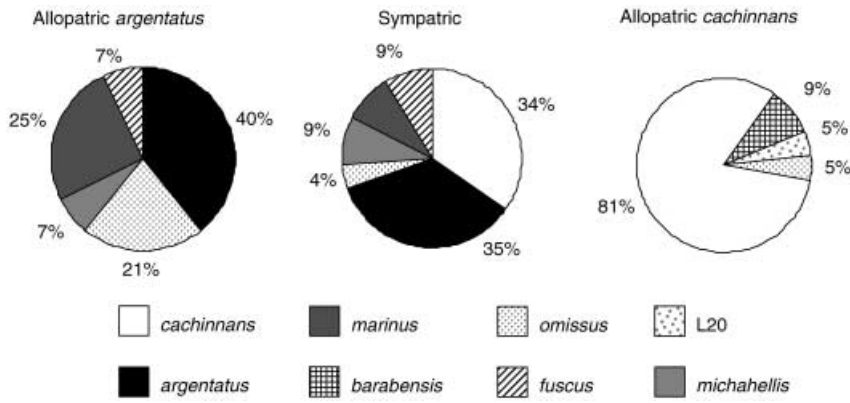 Allopatric argentatus
Sympatric
Allopatric cachinnans
7%
40%
25%
7%
21%
9%
34%
9%
4%
35%
9%
5%
5%
81%
cachinnans
marinus
omissus
L20
argentatus
barabensis
fuscus
michahellis